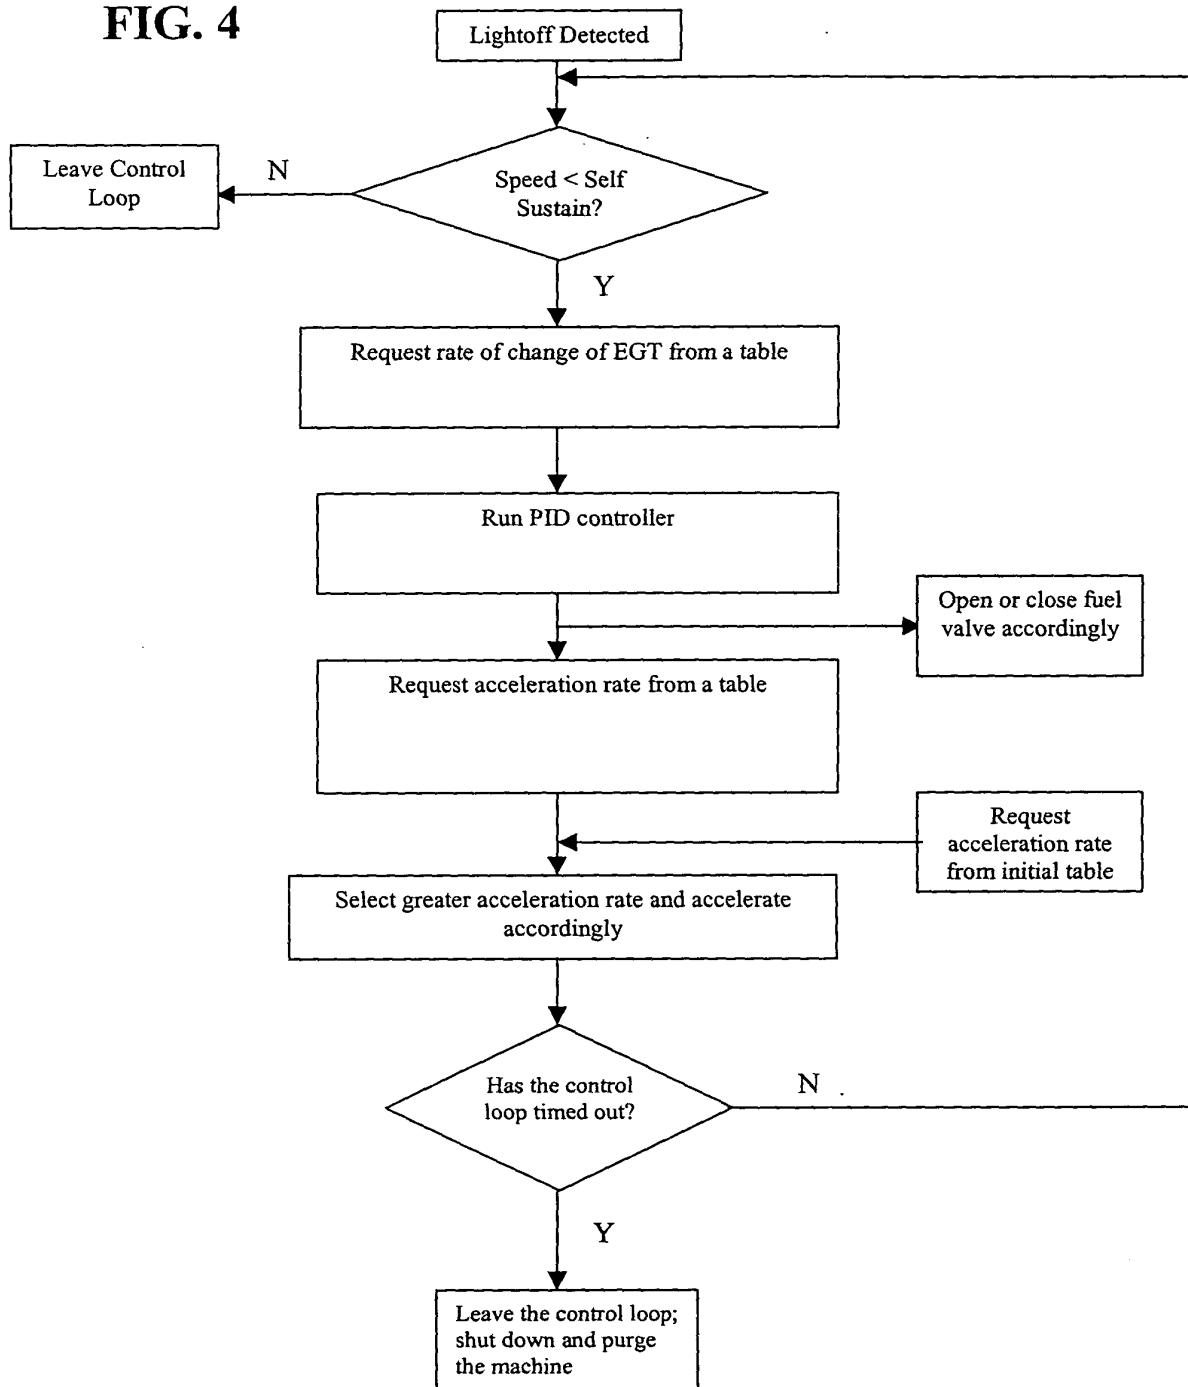 FIG. 4
Lightoff Detected
Leave Control
Loop
N
Speed < Self
Sustain?
Y
Request rate of change of EGT from a table
Run PID controller
Open or close fuel
valve accordingly
Request acceleration rate from a table
Request
acceleration rate
from initial table
Select greater acceleration rate and accelerate
accordingly
Has the control
loop timed out?
N
Y
Leave the control loop;
shut down and purge
the machine